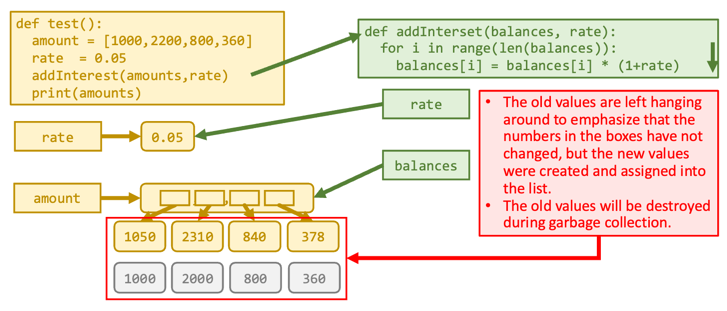 def test():
amount = [1000,2200,800,360]
rate = 0.05
addInterest(amounts,rate)
print(amounts)
def addInterset(balances, rate):
for i in range(len(balances)):
balances[i] = balances[i] * (1+rate)
rate
rate
0.05
balances
amount
, , ,
1050
2310
840
378
1000
2000
800
360
• The old values are left hanging
around to emphasize that the
numbers in the boxes have not
changed, but the new values
were created and assigned into
the list.
• The old values will be destroyed
during garbage collection.